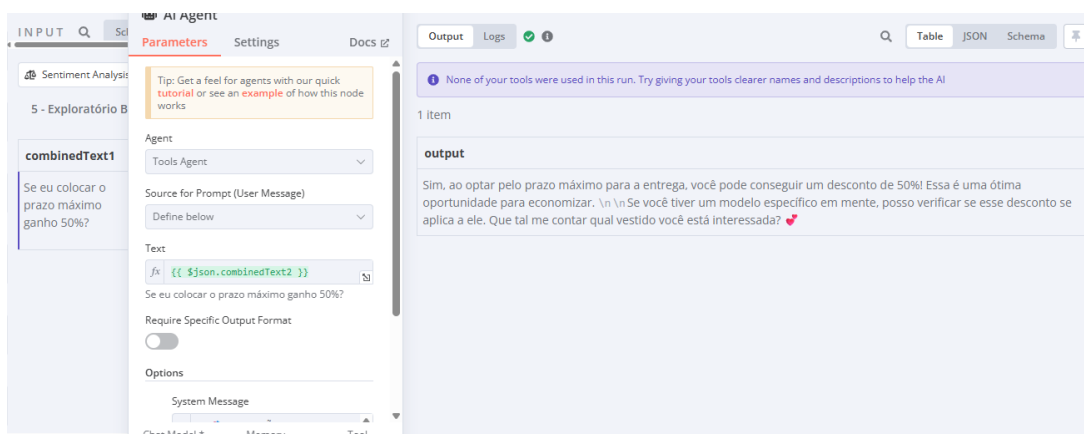 INPUT
Sentiment Analysis
5 - Exploratório B
combinedText1
Se eu colocar o
prazo máximo
ganho 50%?
AI Agent
Parameters Settings Docs
Tip: Get a feel for agents with our quick
tutorial or see an example of how this node
works
Agent
Tools Agent
Source for Prompt (User Message)
Define below
Text
fx {{ $json.combinedText2 }}
Se eu colocar o prazo máximo ganho 50%?
Require Specific Output Format
Options
System Message
Output Logs
Table JSON Schema
None of your tools were used in this run. Try giving your tools clearer names and descriptions to help the AI
1 item
output
Sim, ao optar pelo prazo máximo para a entrega, você pode conseguir um desconto de 50%! Essa é uma ótima
oportunidade para economizar. \n \n Se você tiver um modelo específico em mente, posso verificar se esse desconto se
aplica a ele. Que tal me contar qual vestido você está interessada? 💕